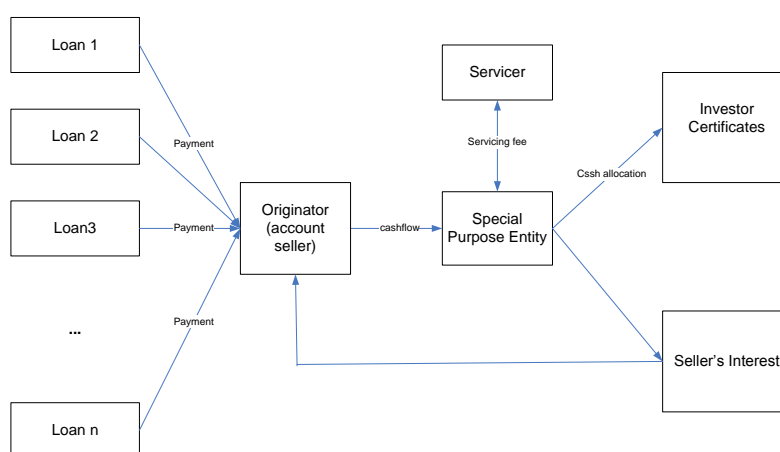 Loan 1
Servicer
Investor
Certificates
Loan 2
Payment
Servicing fee
Cssh allocation
Loan3
Payment
Originator
(account
seller)
cashflow
Special
Purpose Entity
...
Payment
Seller's Interest
Loan n